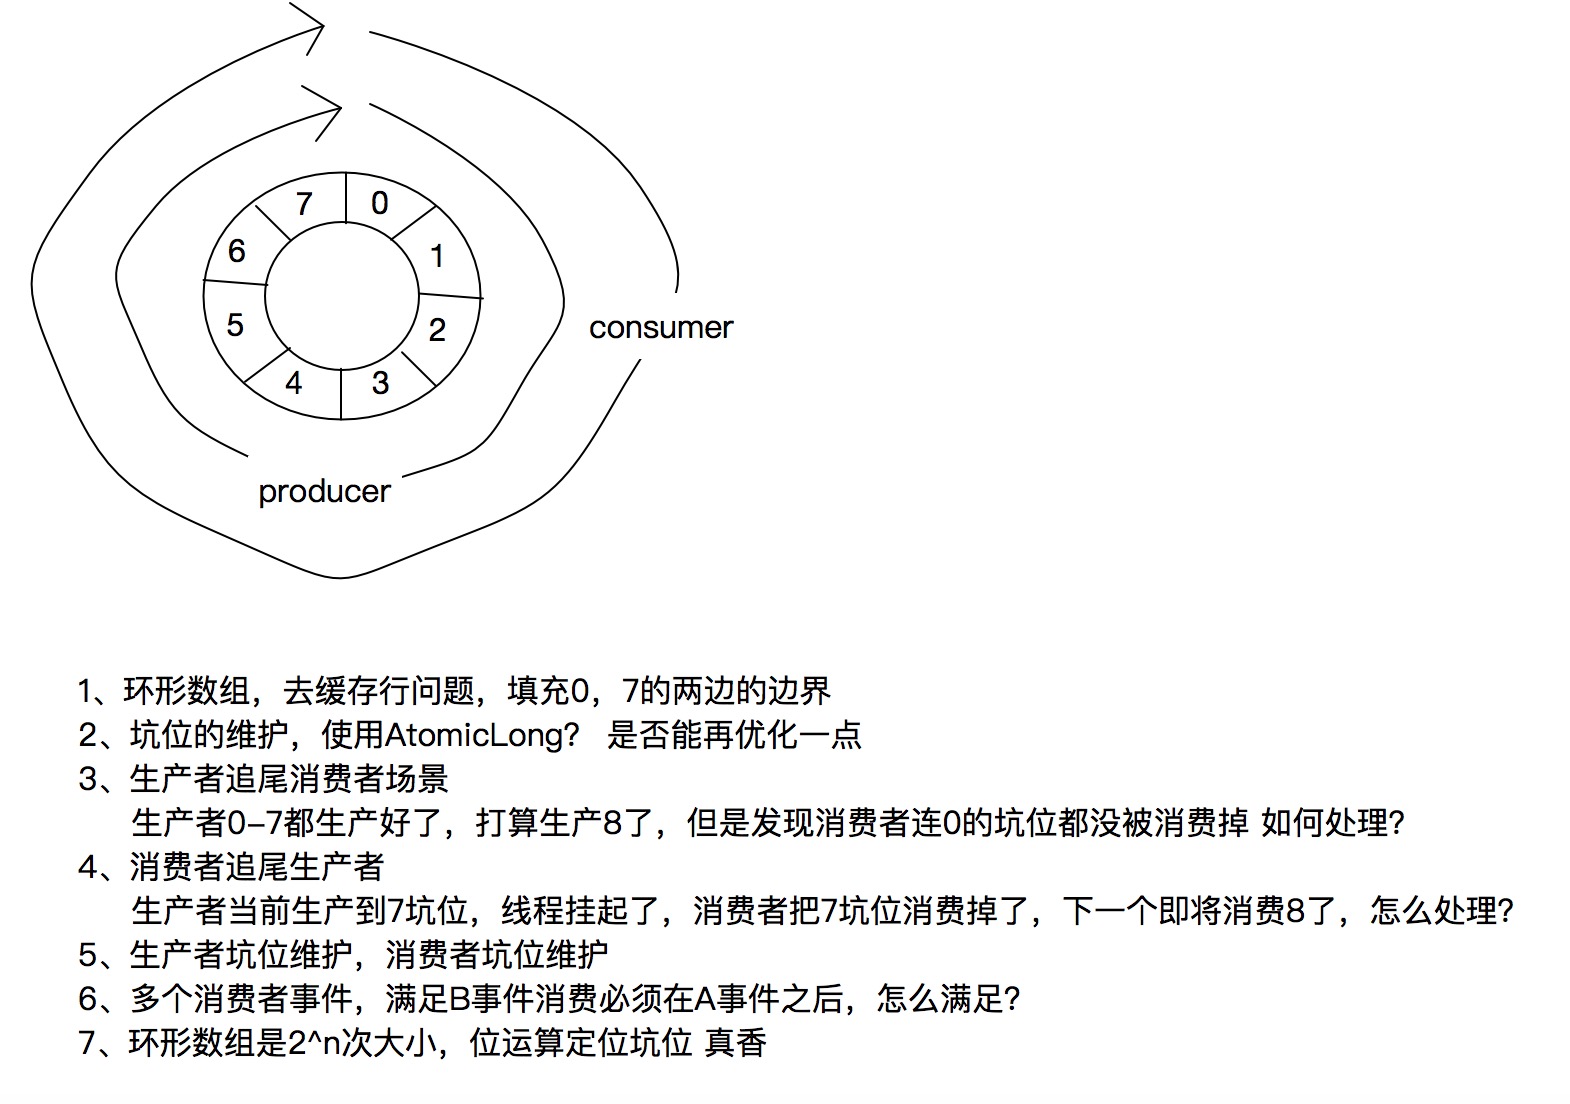 7
0
6
1
5
2
4
3
consumer
producer
1、环形数组，去缓存行问题，填充0，7的两边的边界
2、坑位的维护，使用AtomicLong？ 是否能再优化一点
3、生产者追尾消费者场景
生产者0-7都生产好了，打算生产8了，但是发现消费者连0的坑位都没被消费掉 如何处理？
4、消费者追尾生产者
生产者当前生产到7坑位，线程挂起了，消费者把7坑位消费掉了，下一个即将消费8了，怎么处理？
5、生产者坑位维护，消费者坑位维护
6、多个消费者事件，满足B事件消费必须在A事件之后，怎么满足？
7、环形数组是2^n次大小，位运算定位坑位 真香